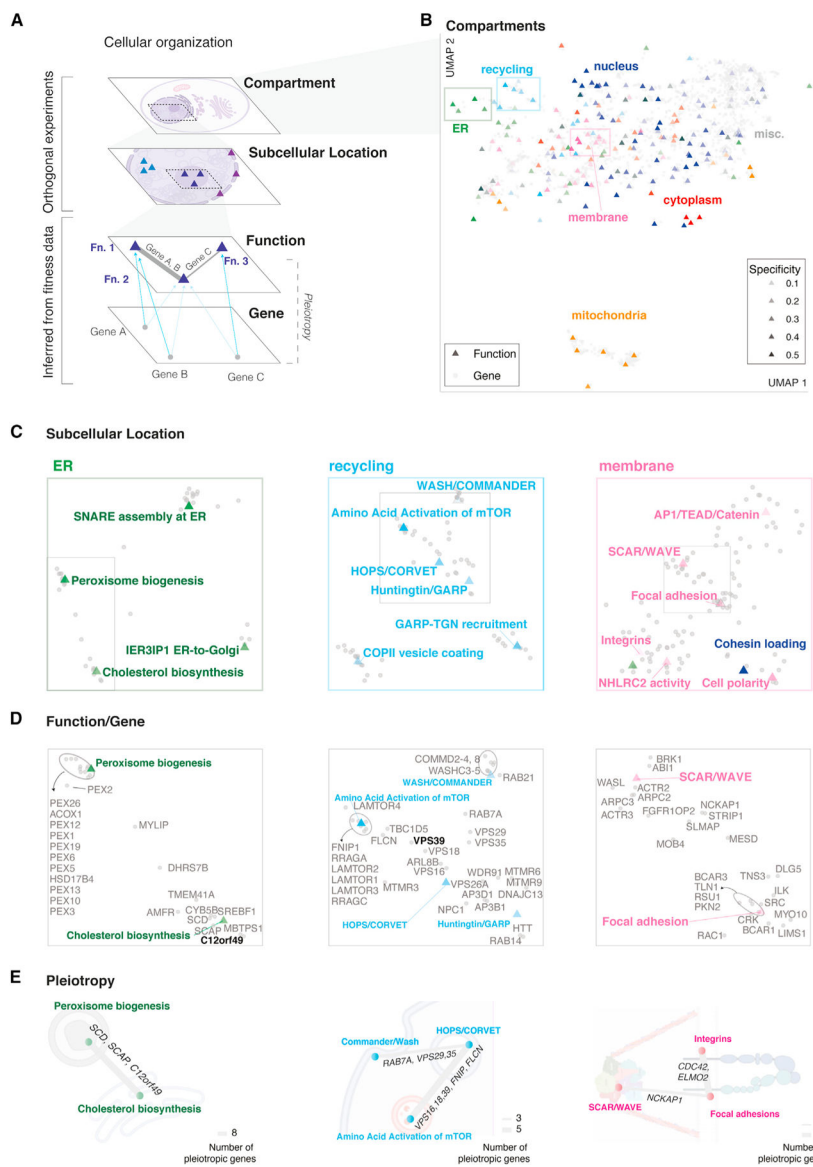 A
Cellular organization
Orthogonal experiments
Inferrred from fitness data
Compartment
Subcellular Location
Function
Fn. 1
Fn. 2
Fn. 3
Gene A, B
Gene C
Gene
Gene A
Gene B
Gene C
Pleiotropy
B
Compartments
UMAP 2
recycling
nucleus
ER
misc.
membrane
cytoplasm
mitochondria
Function
Gene
Specificity
0.1
0.2
0.3
0.4
0.5
UMAP 1
C
Subcellular Location
ER
SNARE assembly at ER
Peroxisome biogenesis
IER3IP1 ER-to-Golgi
Cholesterol biosynthesis
recycling
WASH/COMMANDER
Amino Acid Activation of mTOR
HOPS/CORVET
Huntingtin/GARP
GARP-TGN recruitment
COPII vesicle coating
membrane
AP1/TEAD/Catenin
SCAR/WAVE
Focal adhesion
Integrins
Cohesin loading
NHLRC2 activity
Cell polarity
D
Function/Gene
Peroxisome biogenesis
PEX2
PEX26
ACOX1
PEX12
PEX1
PEX19
PEX6
PEX5
HSD17B4
PEX13
PEX10
PEX3
MYLIP
DHRS7B
TMEM41A
CYB5B
AMFR
SREBF1
SCD
SCAP
MBTPS1
Cholesterol biosynthesis
C12orf49
COMMD2-4, 8
WASHC3-5
WASH/COMMANDER
RAB21
Amino Acid Activation of mTOR
LAMTOR4
RAB7A
TBC1D5
FLCN
VPS39
VPS29
VPS35
FNIP1
RRAGA
LAMTOR2
LAMTOR1
LAMTOR3
RRAGC
VPS18
ARL8B
VPS16
MTMR3
WDR91
MTMR6
VPS26A
MTMR9
AP3D1
DNAJC13
NPC1
AP3B1
HOPS/CORVET
Huntingtin/GARP
HTT
RAB14
BRK1
ABI1
SCAR/WAVE
WASL
ACTR2
ARPC2
ARPC3
ACTR3
FGFR1OP2
NCKAP1
STRIP1
SLMAP
MOB4
MESD
BCAR3
TLN1
RSU1
PKN2
TNS3
DLG5
ILK
SRC
MYO10
Focal adhesion
CRK
BCAR1
RAC1
LIMS1
E
Pleiotropy
Peroxisome biogenesis
SCD, SCAP, C12orf49
Cholesterol biosynthesis
8
Number of
pleiotropic genes
HOPS/CORVET
Commander/Wash
RAB7A, VPS29,35
VPS16,18,39, FNIP, FLCN
Amino Acid Activation of mTOR
3
5
Number of
pleiotropic genes
Integrins
CDC42,
ELMO2
SCAR/WAVE
NCKAP1
Focal adhesions
Number
pleiotropic g